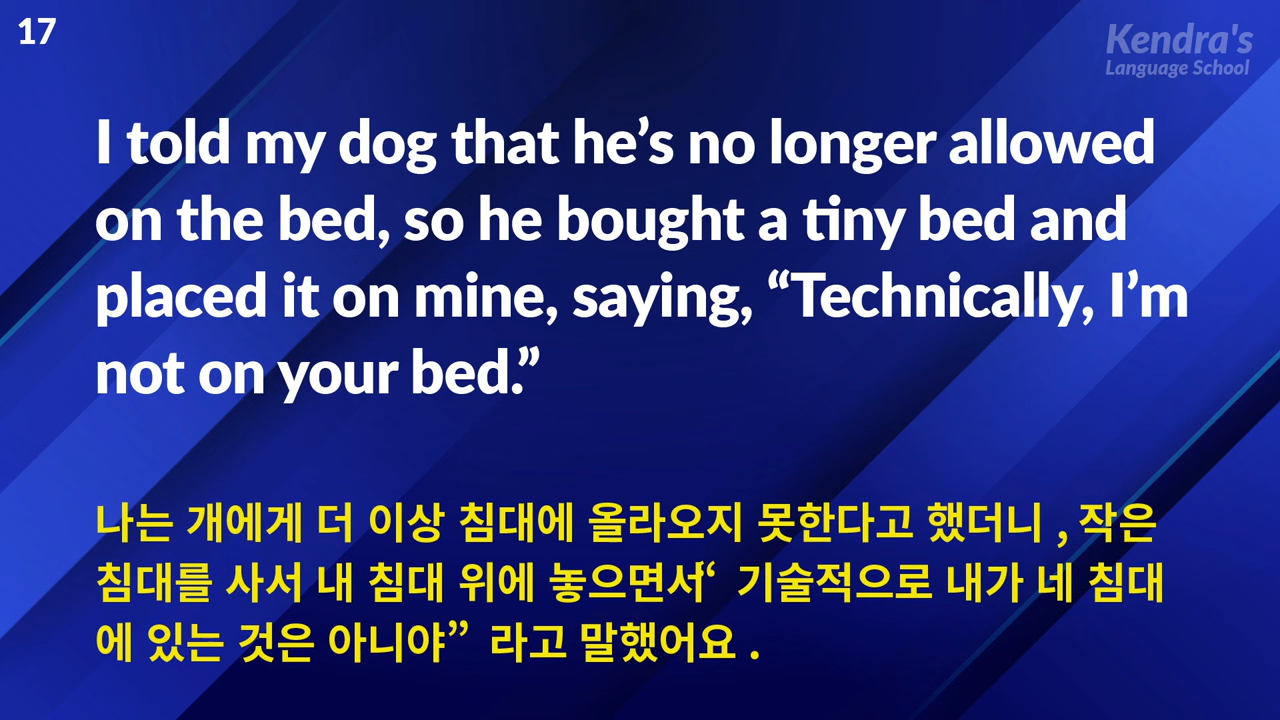 17
Kendra's
Language School
I told my dog that he’s no longer allowed
on the bed, so he bought a tiny bed and
placed it on mine, saying, “Technically, I’m
not on your bed.”
나는 개에게 더 이상 침대에 올라오지 못한다고 했더니 , 작은
침대를 사서 내 침대 위에 놓으면서“ 기술적으로 내가 네 침대
에 있는 것은 아니야” 라고 말했어요 .